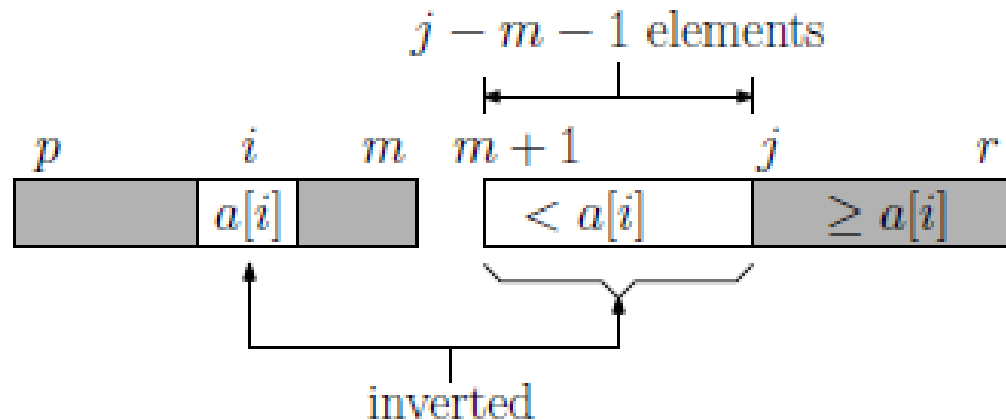 j − m − 1 elements
p i m m + 1 j r
a[i] < a[i] ≥ a[i]
inverted